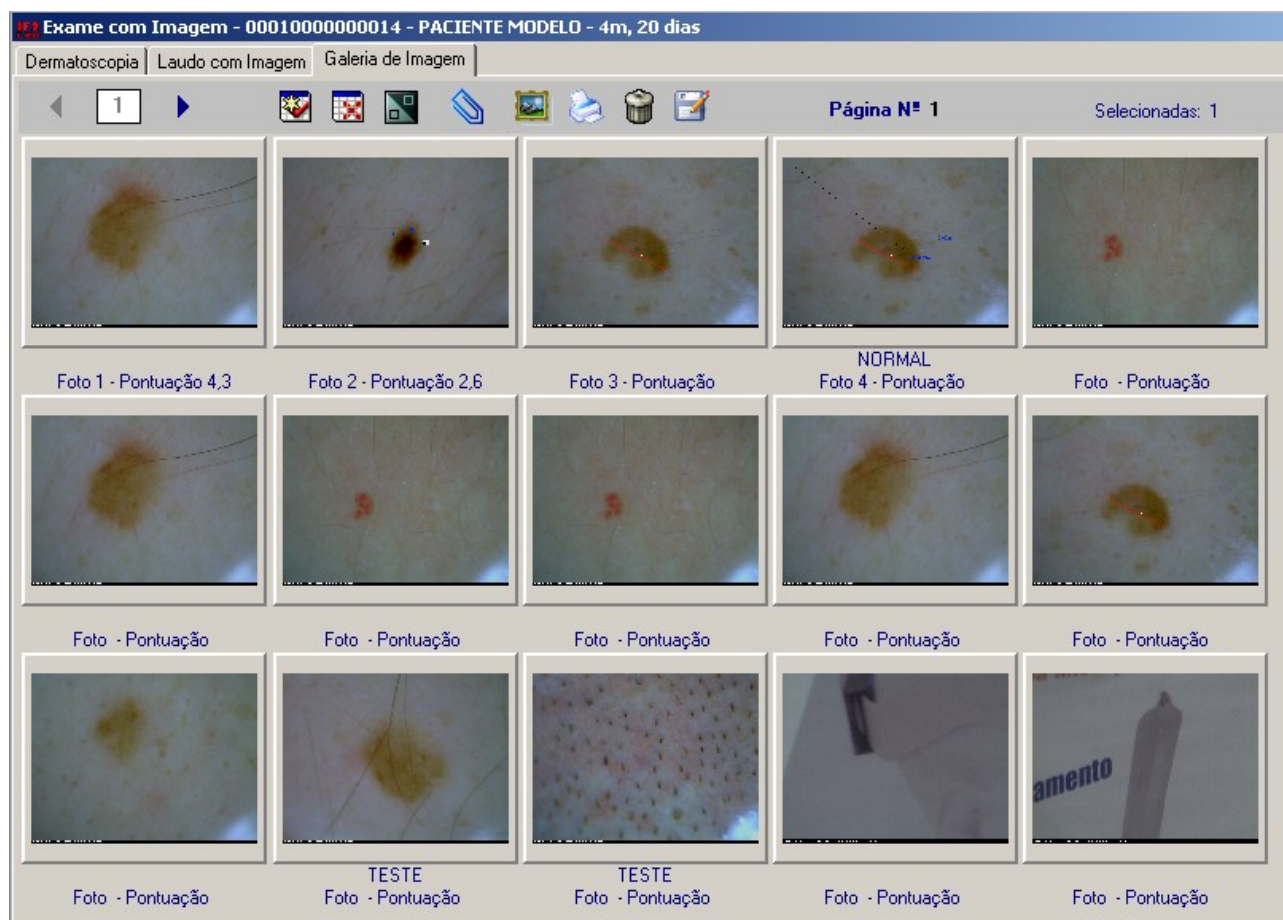 Exame com Imagem - 00010000000014 - PACIENTE MODELO - 4m, 20 dias
Dermatoscopia
Laudo com Imagem
Galeria de Imagem
1
Página Nº 1
Selecionadas: 1
Foto 1 - Pontuação 4,3
Foto 2 - Pontuação 2,6
Foto 3 - Pontuação
NORMAL
Foto 4 - Pontuação
Foto - Pontuação
Foto - Pontuação
Foto - Pontuação
Foto - Pontuação
Foto - Pontuação
Foto - Pontuação
amento
Foto - Pontuação
TESTE
Foto - Pontuação
TESTE
Foto - Pontuação
Foto - Pontuação
Foto - Pontuação